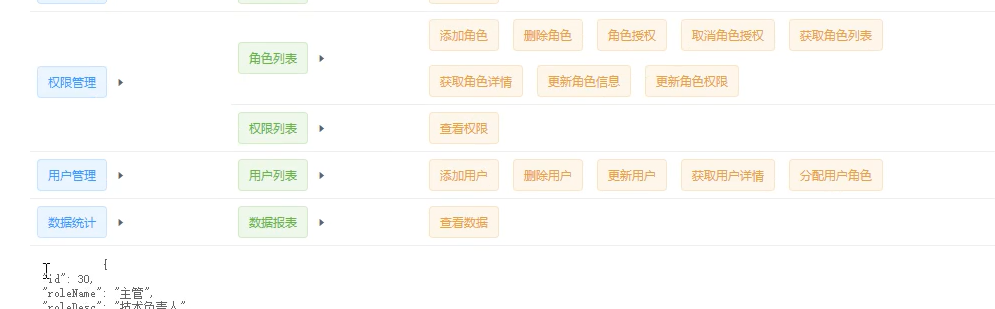 添加角色 删除角色 角色授权 取消角色授权 获取角色列表
角色列表
获取角色详情 更新角色信息 更新角色权限
权限管理
权限列表 查看权限
用户管理 用户列表 添加用户 删除用户 更新用户 获取用户详情 分配用户角色
数据统计 数据报表 查看数据
{
"id": 30,
"roleName": "主管",
"roleDesc": "技术负责人"